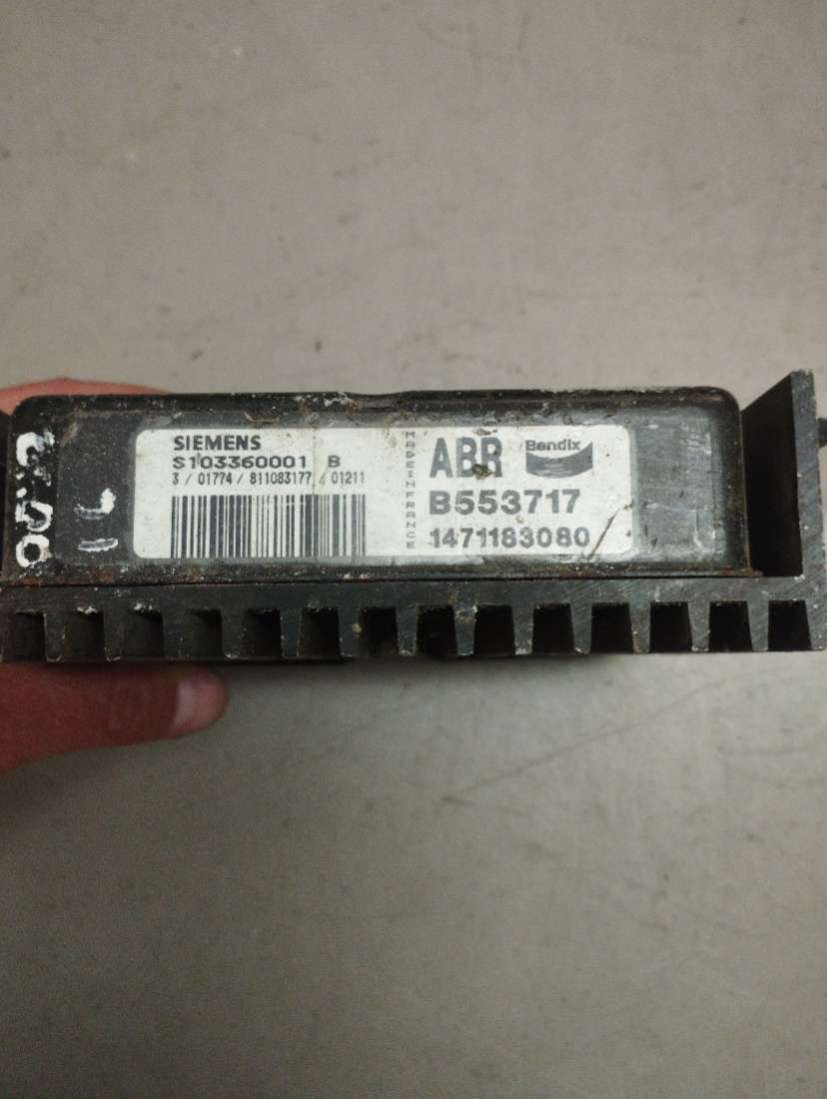 SIEMENS
S103360001 B
3 / 01774 / 811083177 / 01211
MADE IN FRANCE
ABR
Bendix
B553717
1471183080